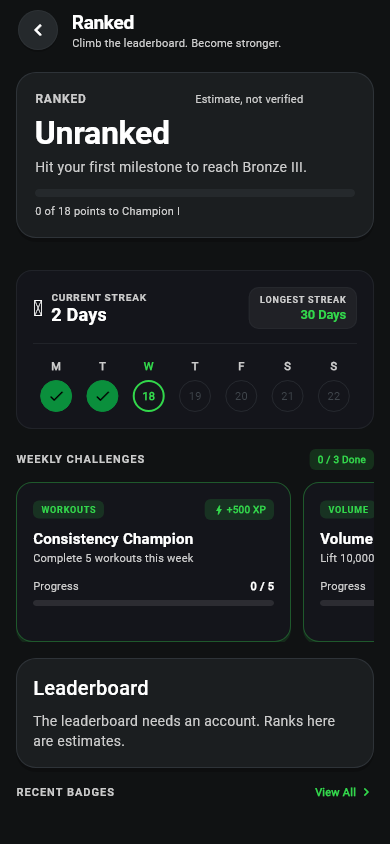 Ranked
Climb the leaderboard. Become stronger.
RANKED
Estimate, not verified
Unranked
Hit your first milestone to reach Bronze III.
0 of 18 points to Champion I
CURRENT STREAK
2 Days
LONGEST STREAK
30 Days
M T W T F S S
18 19 20 21 22
WEEKLY CHALLENGES
0 / 3 Done
WORKOUTS
+500 XP
Consistency Champion
Complete 5 workouts this week
Progress
0 / 5
VOLUME
Volume
Lift 10,000
Progress
Leaderboard
The leaderboard needs an account. Ranks here
are estimates.
RECENT BADGES
View All